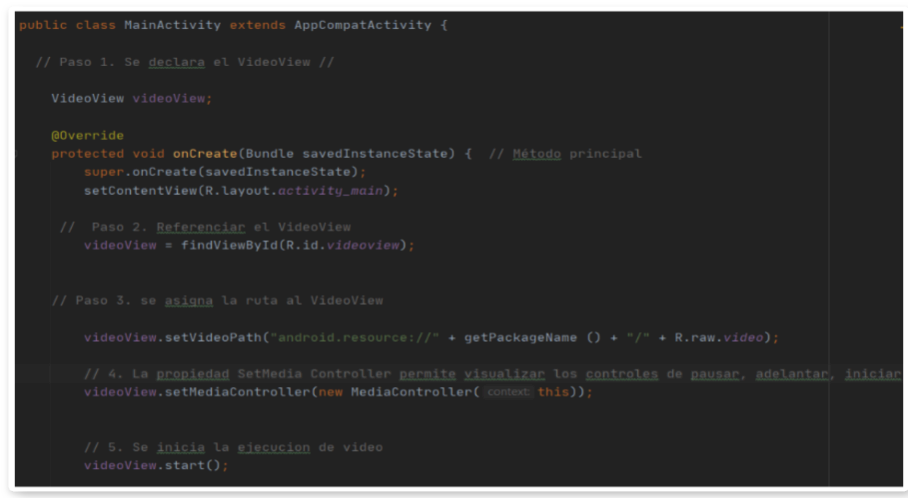 public class MainActivity extends AppCompatActivity {
// Paso 1. Se declara el VideoView //
VideoView videoView;
@Override
protected void onCreate(Bundle savedInstanceState) {  // Método principal
super.onCreate(savedInstanceState);
setContentView(R.layout.activity_main);
//  Paso 2. Referenciar el VideoView
videoView = findViewById(R.id.videoview);
// Paso 3. se asigna la ruta al VideoView
videoView.setVideoPath("android.resource://" + getPackageName () + "/" + R.raw.video);
// 4. La propiedad SetMedia Controller permite visualizar los controles de pausar, adelantar, iniciar
videoView.setMediaController(new MediaController( context: this));
// 5. Se inicia la ejecucion de video
videoView.start();